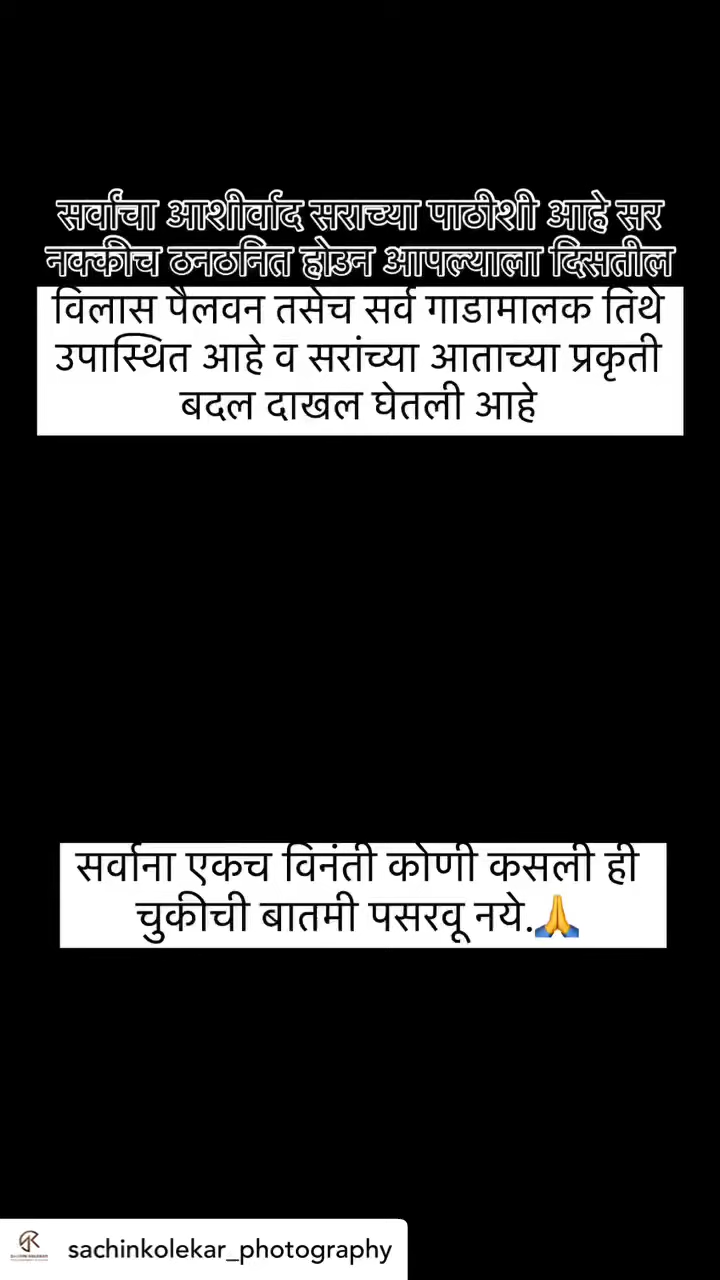 सर्वांचा आशीर्वाद सराच्या पाठीशी आहे सर
नक्कीच ठनठनित होउन आपल्याला दिसतील
विलास पैलवन तसेच सर्व गाडामालक तिथे
उपास्थित आहे व सरांच्या आताच्या प्रकृती
बदल दाखल घेतली आहे
सर्वाना एकच विनंती कोणी कसली ही
चुकीची बातमी पसरवू नये.🙏
sachinkolekar_photography